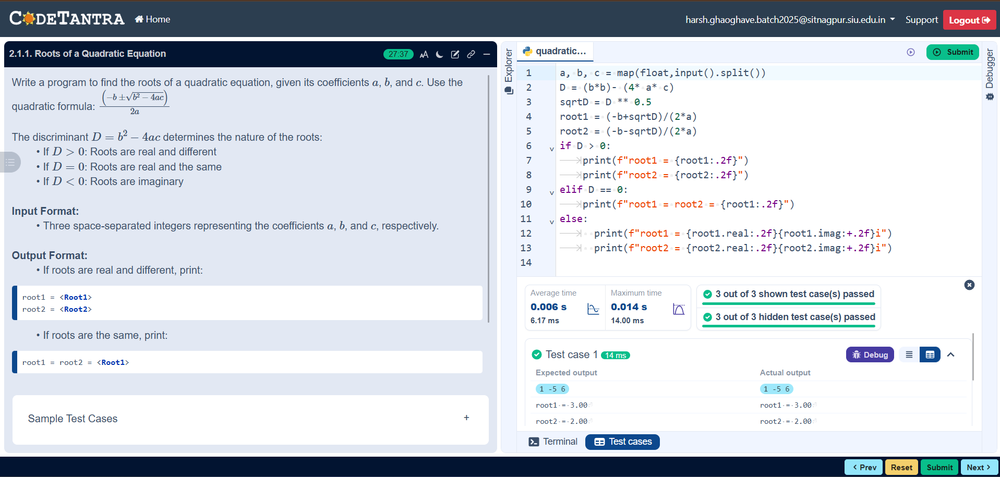 CODETANTRA
Home
harsh.ghaoghave.batch2025@sitnagpur.siu.edu.in
Support
Logout
2.1.1. Roots of a Quadratic Equation
27:37
Write a program to find the roots of a quadratic equation, given its coefficients a, b, and c. Use the
quadratic formula: (−b ±√b² − 4ac) / 2a
The discriminant D = b² − 4ac determines the nature of the roots:
• If D > 0: Roots are real and different
• If D = 0: Roots are real and the same
• If D < 0: Roots are imaginary
Input Format:
• Three space-separated integers representing the coefficients a, b, and c, respectively.
Output Format:
• If roots are real and different, print:
root1 = <Root1>
root2 = <Root2>
• If roots are the same, print:
root1 = root2 = <Root1>
Sample Test Cases
+
Explorer
quadratic...
Submit
Debugger
1 a, b, c = map(float,input().split())
2 D = (b*b)- (4* a* c)
3 sqrtD = D ** 0.5
4 root1 = (-b+sqrtD)/(2*a)
5 root2 = (-b-sqrtD)/(2*a)
6 if D > 0:
7 print(f"root1 = {root1:.2f}")
8 print(f"root2 = {root2:.2f}")
9 elif D == 0:
10 print(f"root1 = root2 = {root1:.2f}")
11 else:
12 print(f"root1 = {root1.real:.2f}{root1.imag:+.2f}i")
13 print(f"root2 = {root2.real:.2f}{root2.imag:+.2f}i")
14
Average time
0.006 s
6.17 ms
Maximum time
0.014 s
14.00 ms
3 out of 3 shown test case(s) passed
3 out of 3 hidden test case(s) passed
Test case 1
14 ms
Debug
Expected output
Actual output
1 -5 6
1 -5 6
root1 = 3.00
root1 = 3.00
root2 = 2.00
root2 = 2.00
Terminal
Test cases
< Prev
Reset
Submit
Next >